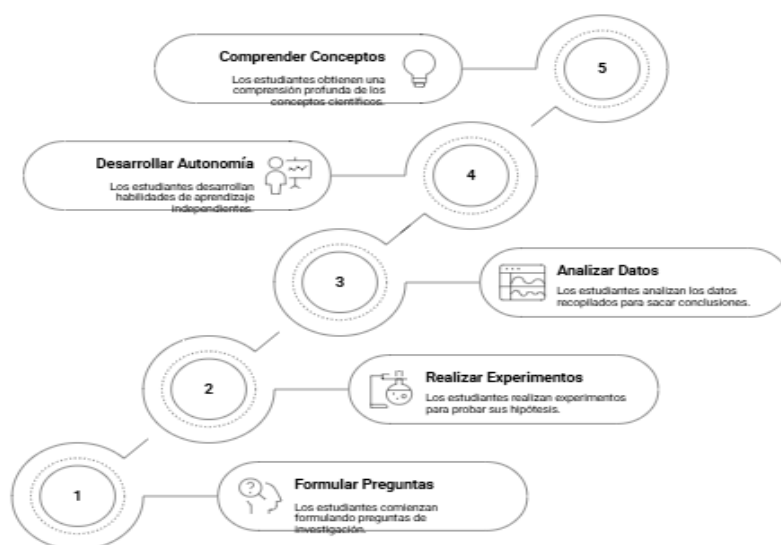 Comprender Conceptos
Los estudiantes obtienen una
comprensión profunda de los
conceptos científicos.
5
Desarrollar Autonomía
Los estudiantes desarrollan
habilidades de aprendizaje
independientes.
4
3
Analizar Datos
Los estudiantes analizan los datos
recopilados para sacar conclusiones.
2
Realizar Experimentos
Los estudiantes realizan experimentos
para probar sus hipótesis.
1
Formular Preguntas
Los estudiantes comienzan
formulando preguntas de
investigación.